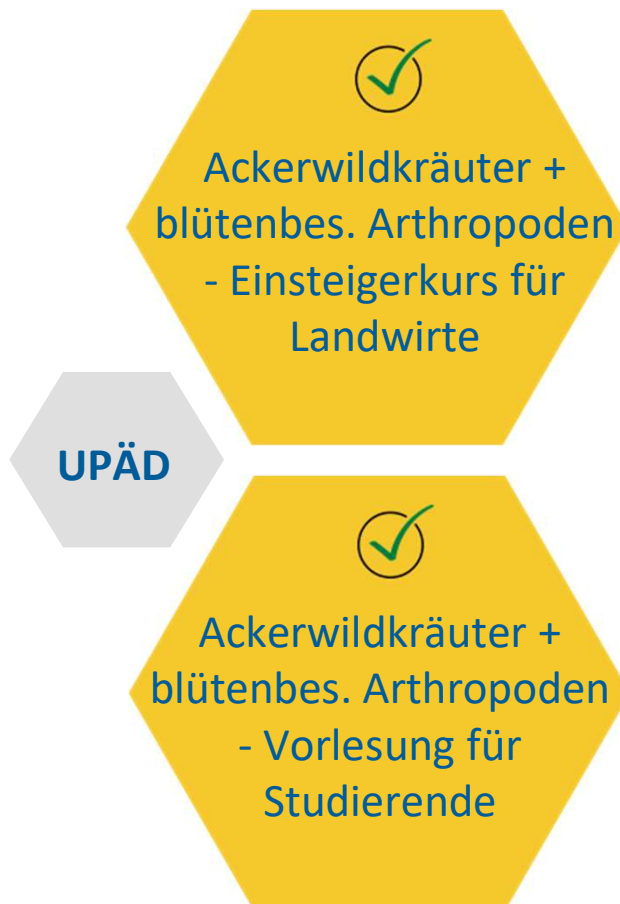 Ackerwildkräuter +
blütenbes. Arthropoden
- Einsteigerkurs für
Landwirte
UPÄD
Ackerwildkräuter +
blütenbes. Arthropoden
- Vorlesung für
Studierende